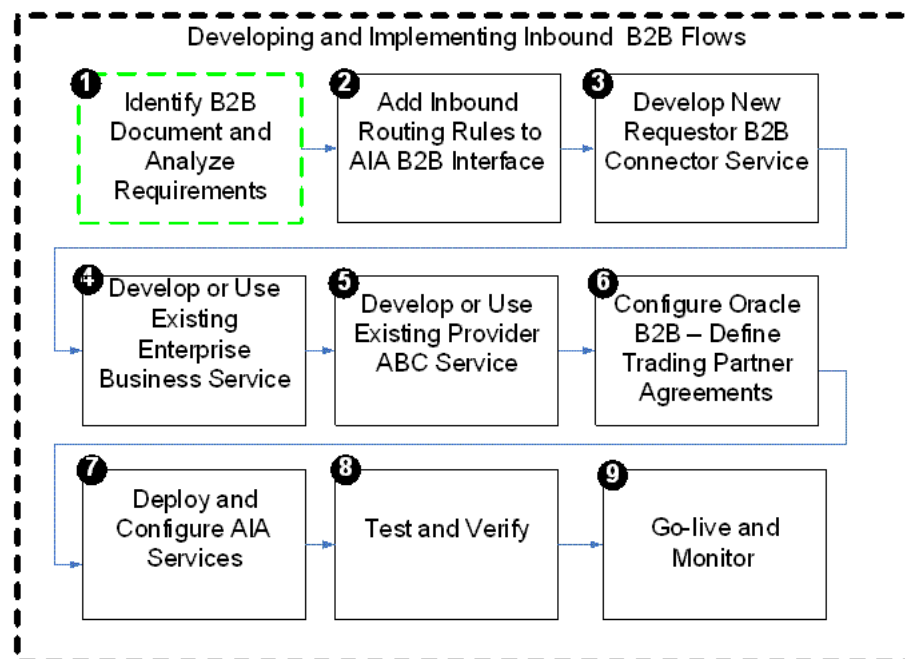 Developing and Implementing Inbound B2B Flows
1
Identify B2B
Document and
Analyze
Requirements
2
Add Inbound
Routing Rules to
AIA B2B Interface
3
Develop New
Requestor B2B
Connector Service
4
Develop or Use
Existing
Enterprise
Business Service
5
Develop or Use
Existing Provider
ABC Service
6
Configure Oracle
B2B – Define
Trading Partner
Agreements
7
Deploy and
Configure AIA
Services
8
Test and Verify
9
Go-live and
Monitor